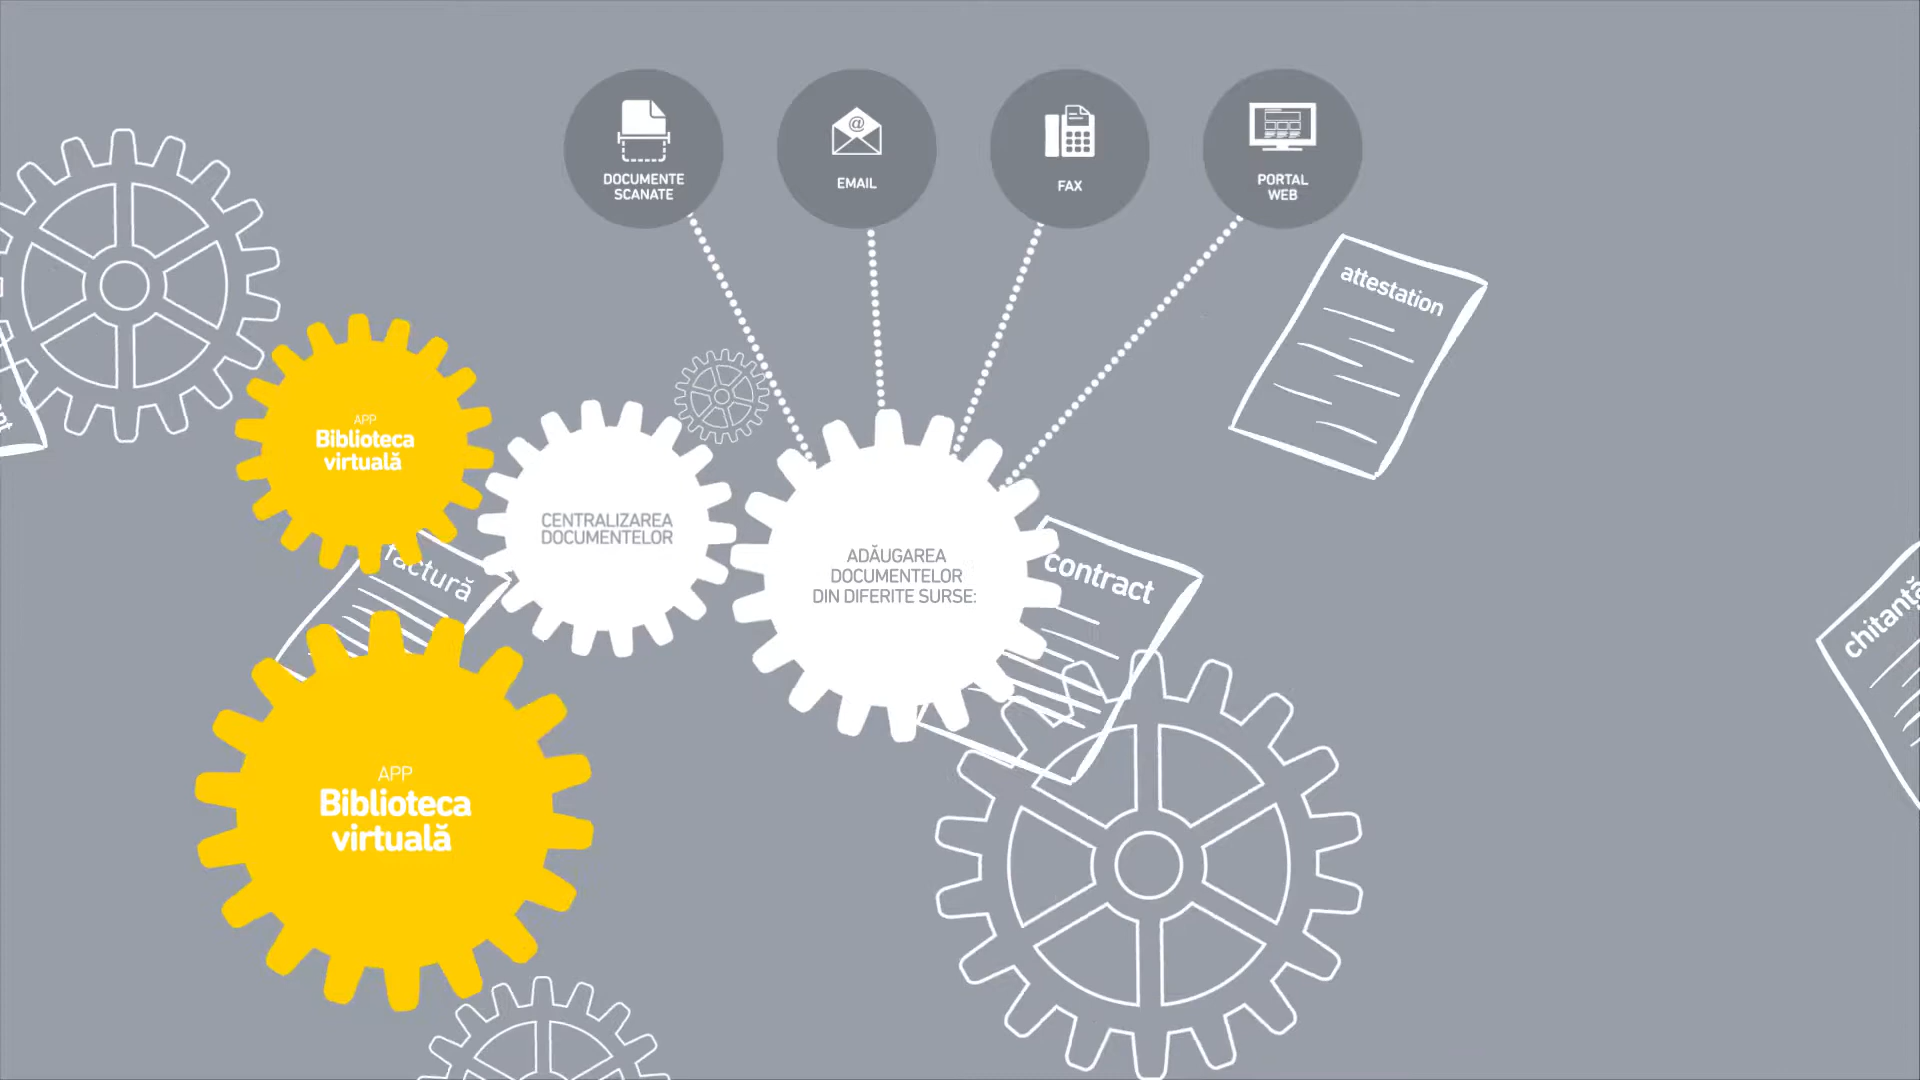 DOCUMENTE
SCANATE
@
EMAIL
FAX
PORTAL
WEB
attestation
APP
Biblioteca
virtuală
CENTRALIZAREA
DOCUMENTELOR
ADĂUGAREA
DOCUMENTELOR
DIN DIFERITE SURSE:
factură
contract
chitanță
APP
Biblioteca
virtuală